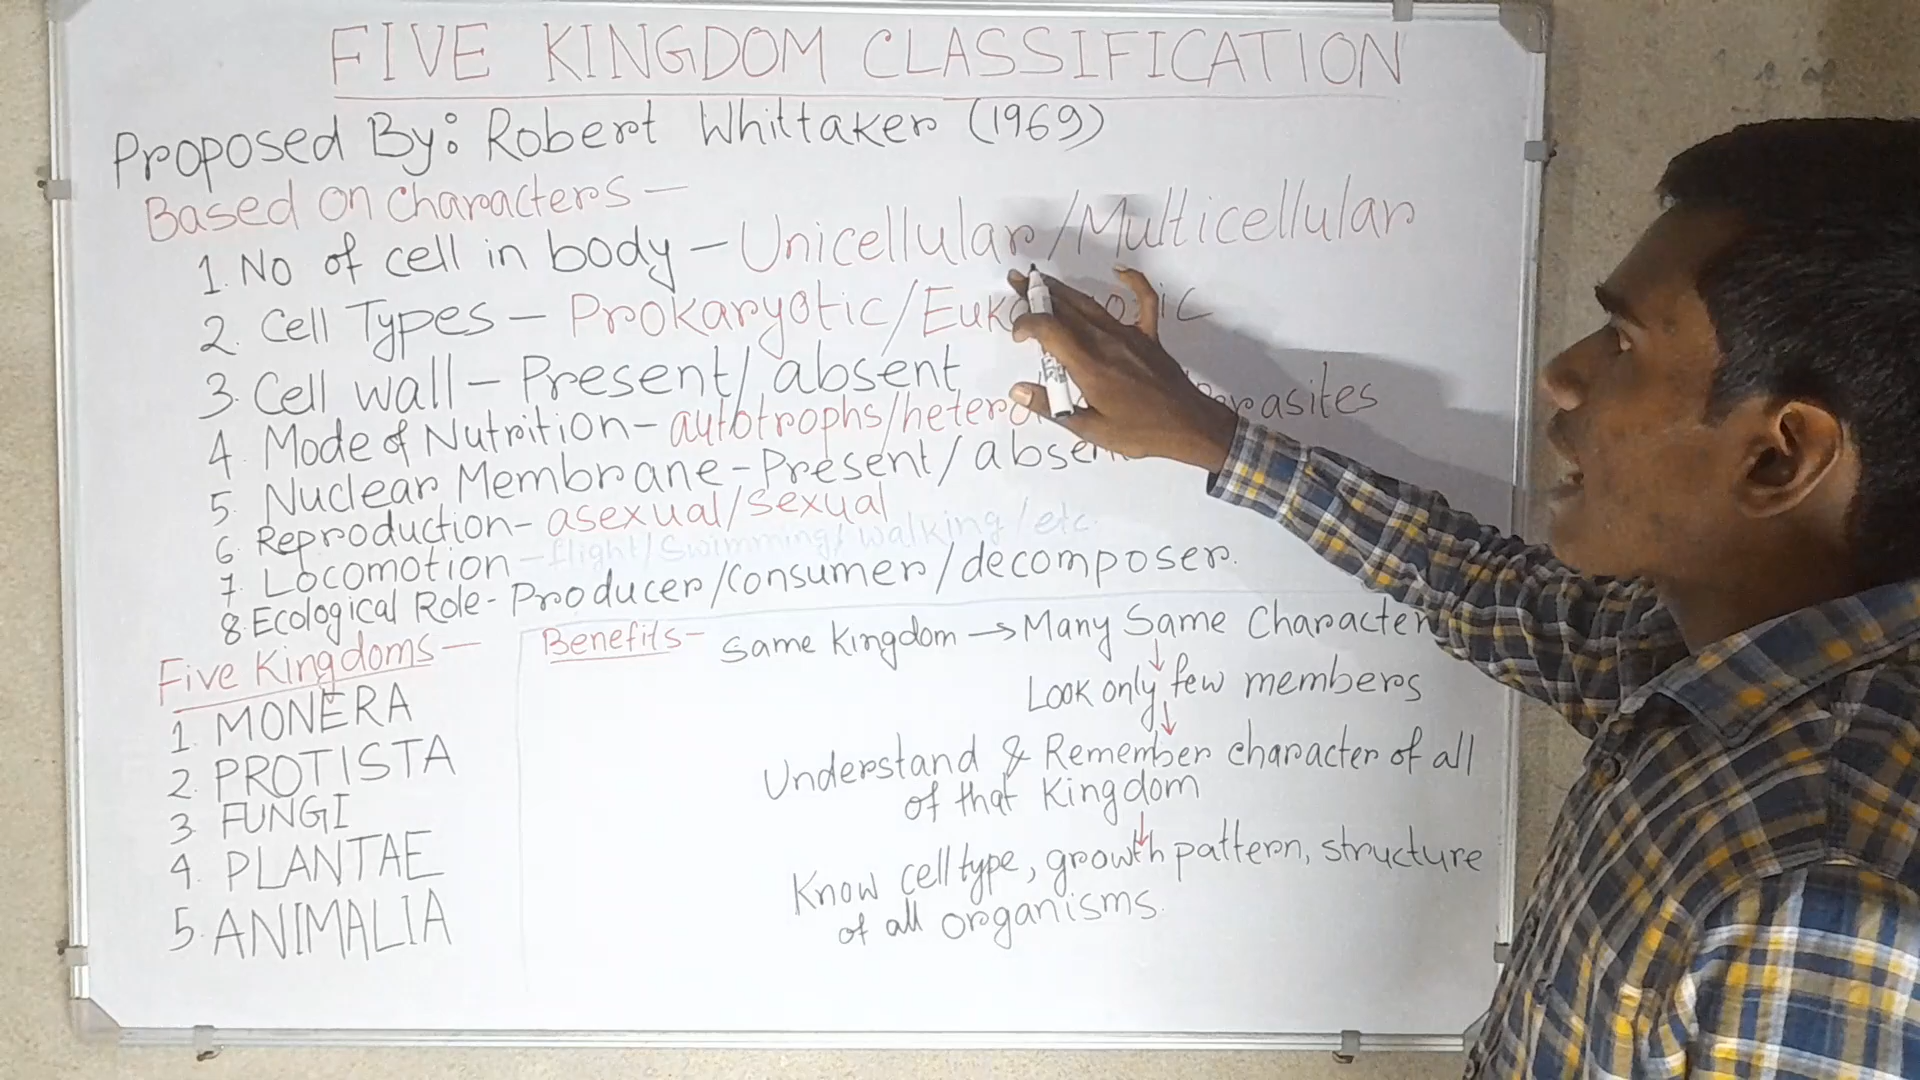 FIVE KINGDOM CLASSIFICATION
Proposed By: Robert Whittaker (1969)
Based on characters -
1. No of cell in body - Unicellular/Multicellular
2. Cell Types - Prokaryotic/
3. Cell wall - Present/absent
4. Mode of Nutrition - autotrophs/
5. Nuclear Membrane - Present/absent
6. Reproduction - asexual/sexual
7. Locomotion - flight/swimming/walking/etc.
8. Ecological Role - Producer/consumer/decomposer.
Five Kingdoms -
1. MONERA
2. PROTISTA
3. FUNGI
4. PLANTAE
5. ANIMALIA
Benefits - Same Kingdom → Many Same Character
↓
Look only few members
↓
Understand & Remember character of all
of that Kingdom
↓
Know cell type, growth pattern, structure
of all organisms.